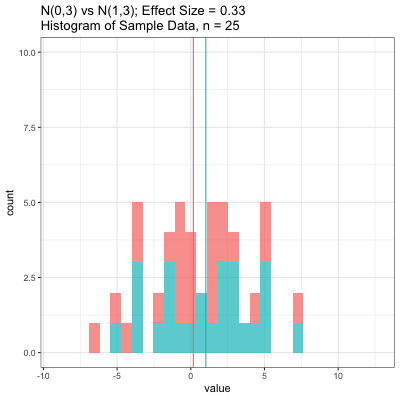 N(0,3) vs N(1,3); Effect Size = 0.33
Histogram of Sample Data, n = 25
10.0
7.5
5.0
2.5
0.0
count
-10 -5 0 5 10
value